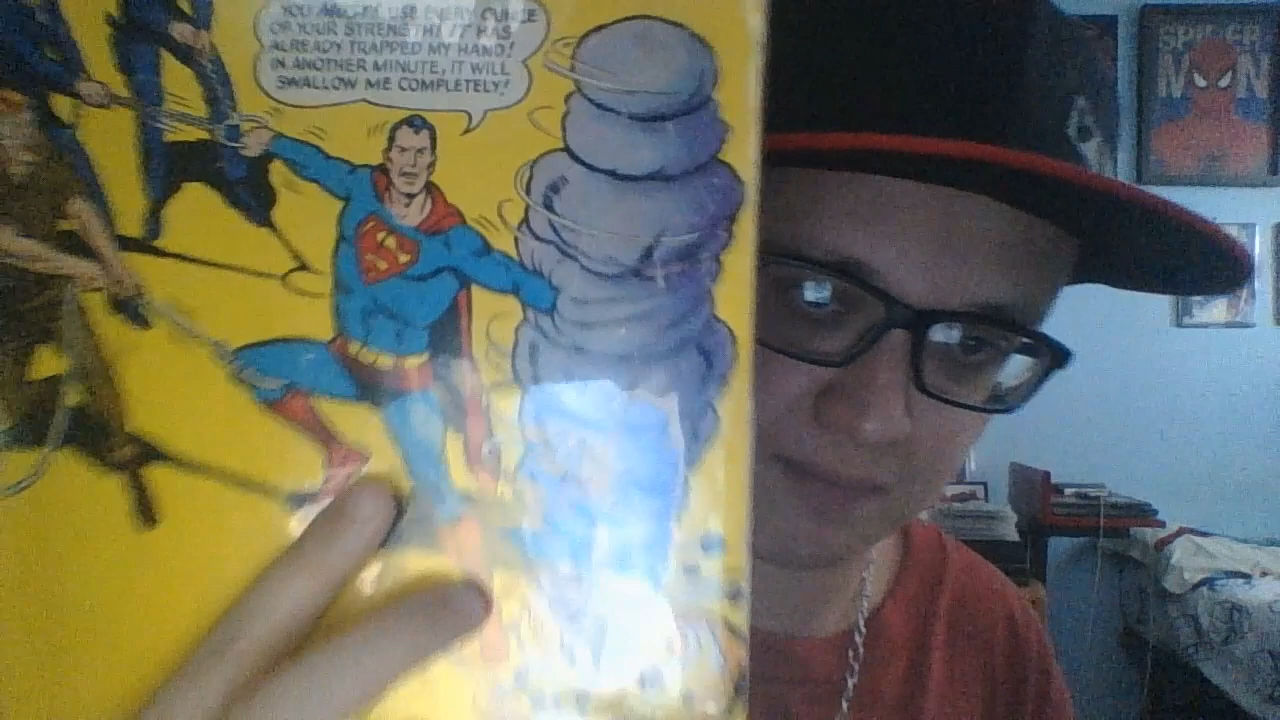 YOU MUST USE EVERY OUNCE
OF YOUR STRENGTH! IT HAS
ALREADY TRAPPED MY HAND!
IN ANOTHER MINUTE, IT WILL
SWALLOW ME COMPLETELY!
S
SPIDER
MAN